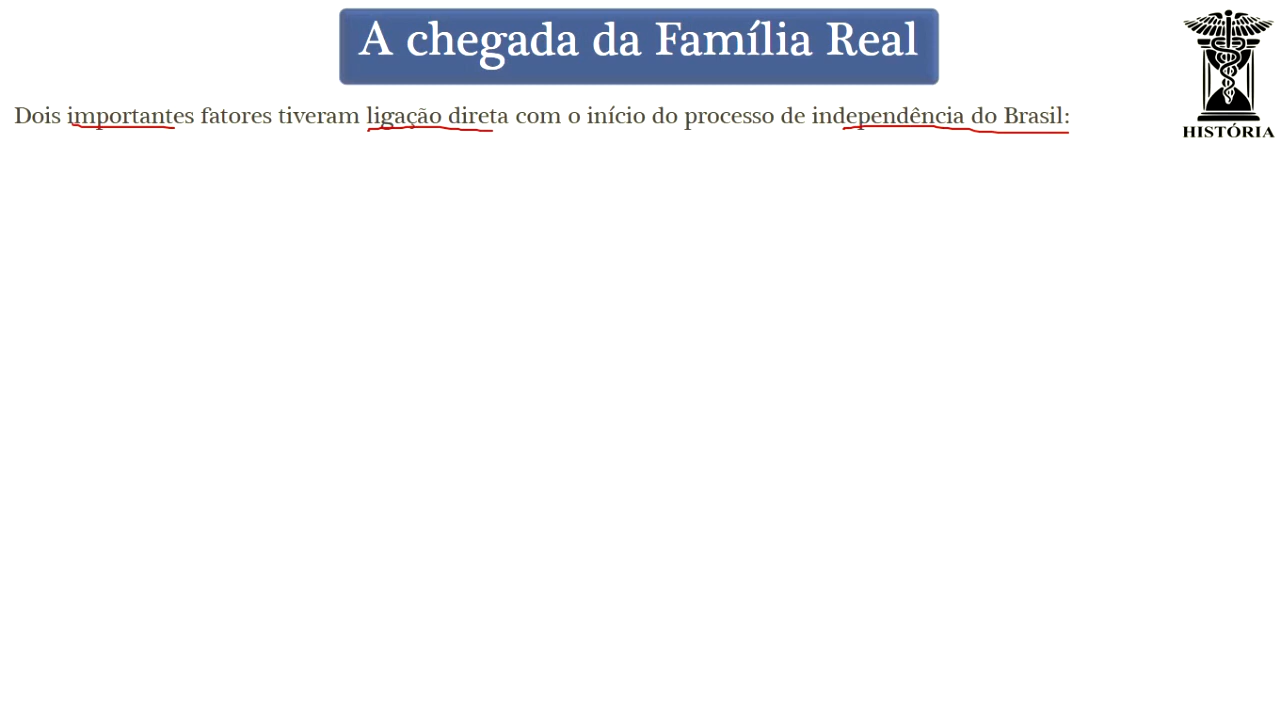 A chegada da Família Real
Dois importantes fatores tiveram ligação direta com o início do processo de independência do Brasil:
HISTÓRIA